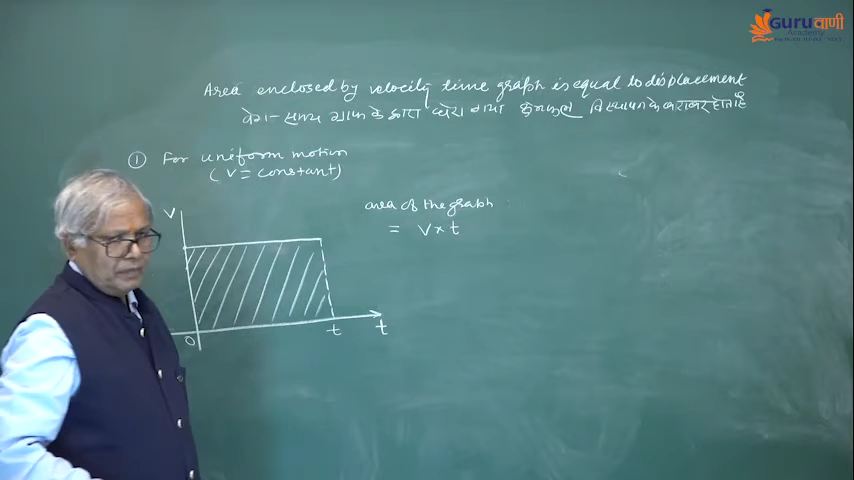 Guruवाणी
Academy
Area enclosed by velocity time graph is equal to displacement
वेग-समय ग्राफ के द्वारा घेरा गया क्षेत्रफल विस्थापन के बराबर होता है
① For uniform motion
(V = constant)
V
area of the graph
= V × t
O
t
t